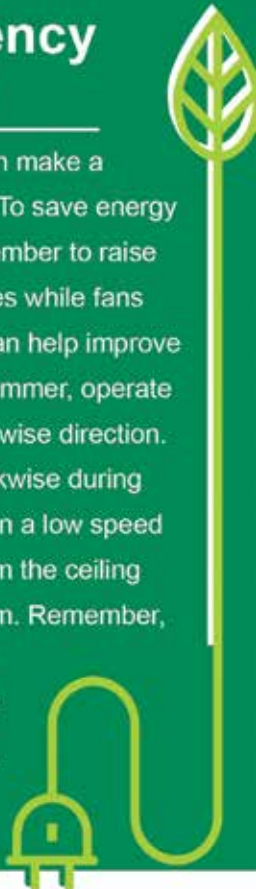 ency
n make a
To save energy
ember to raise
es while fans
an help improve
mmer, operate
wise direction.
kwise during
n a low speed
m the ceiling
n. Remember,